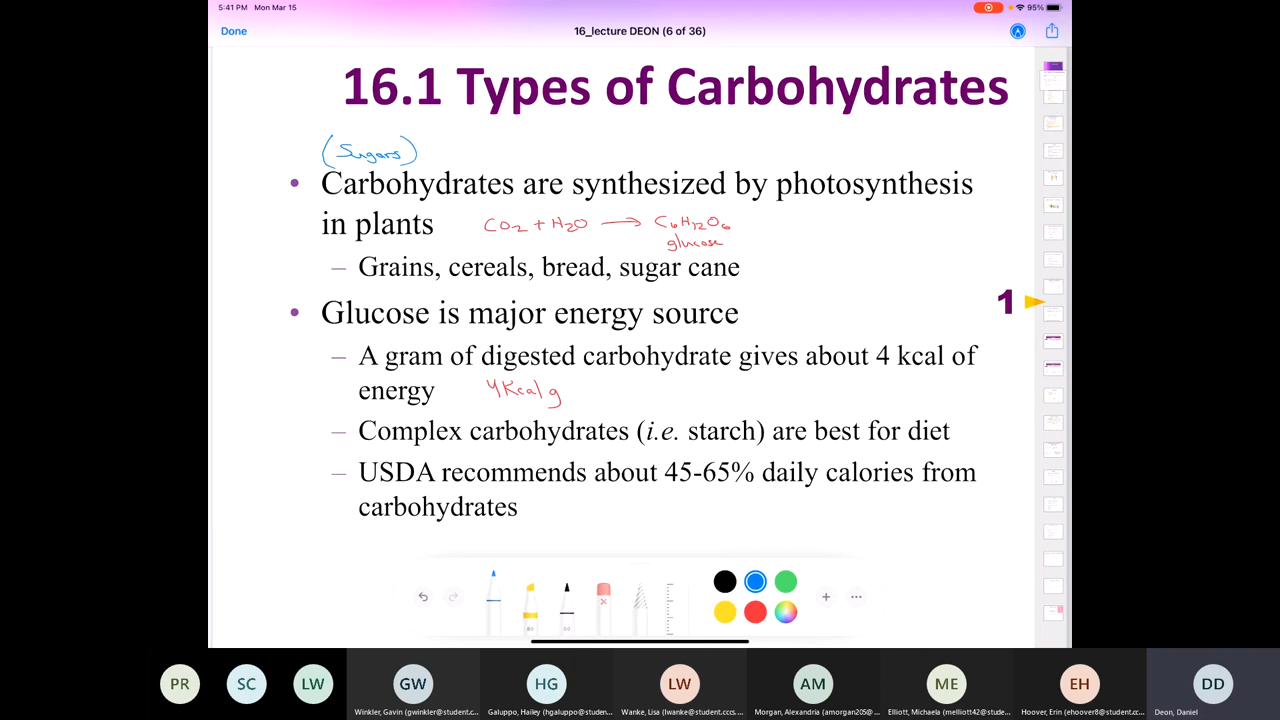 5:41 PM Mon Mar 15
95%
Done
16_lecture DEON (6 of 36)
16.1 Types of Carbohydrates
(Sugars)
• Carbohydrates are synthesized by photosynthesis
in plants
CO2 + H2O → C6H12O6
glucose
– Grains, cereals, bread, sugar cane
• Glucose is major energy source
1
– A gram of digested carbohydrate gives about 4 kcal of
energy
4Kcal g
– Complex carbohydrates (i.e. starch) are best for diet
– USDA recommends about 45-65% daily calories from
carbohydrates
PR SC LW GW HG LW AM ME EH DD
Winkler, Gavin (gwinkler@student.c... Galuppo, Hailey (hgaluppo@studen... Wanke, Lisa (lwanke@student.cccs.... Morgan, Alexandria (amorgan205@... Elliott, Michaela (melliott42@stude... Hoover, Erin (ehoover8@student.cc... Deon, Daniel